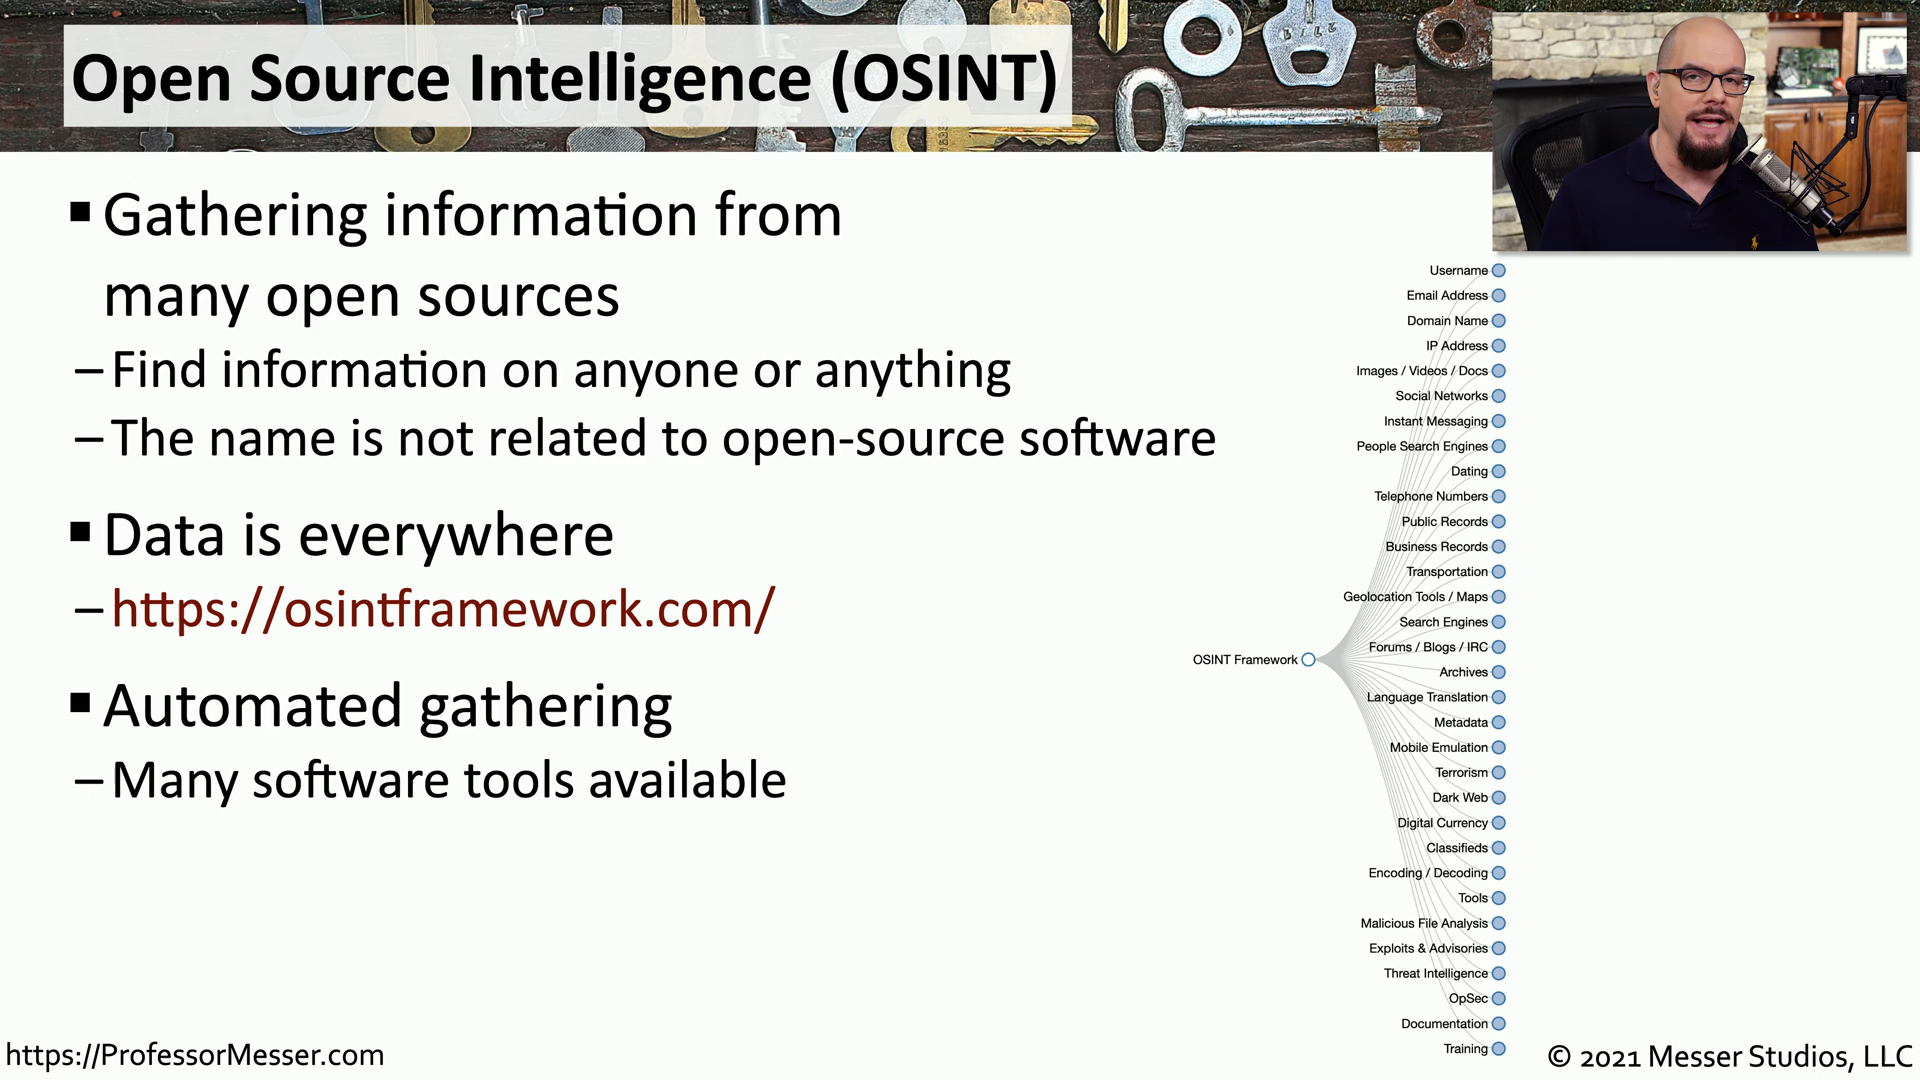 Open Source Intelligence (OSINT)
▪ Gathering information from
many open sources
– Find information on anyone or anything
– The name is not related to open-source software
▪ Data is everywhere
– https://osintframework.com/
▪ Automated gathering
– Many software tools available
OSINT Framework
Username
Email Address
Domain Name
IP Address
Images / Videos / Docs
Social Networks
Instant Messaging
People Search Engines
Dating
Telephone Numbers
Public Records
Business Records
Transportation
Geolocation Tools / Maps
Search Engines
Forums / Blogs / IRC
Archives
Language Translation
Metadata
Mobile Emulation
Terrorism
Dark Web
Digital Currency
Classifieds
Encoding / Decoding
Tools
Malicious File Analysis
Exploits & Advisories
Threat Intelligence
OpSec
Documentation
Training
https://ProfessorMesser.com
© 2021 Messer Studios, LLC